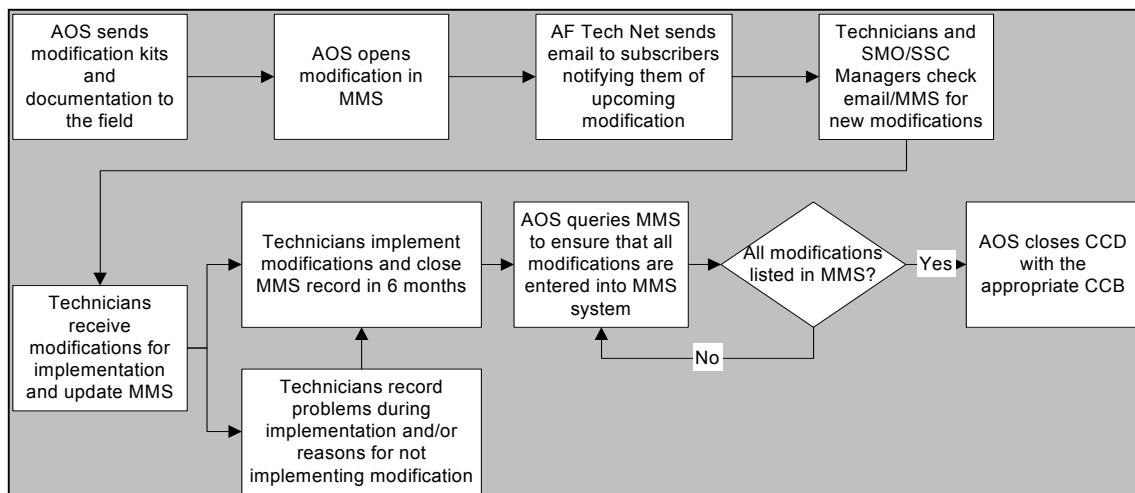 AOS sends
modification kits
and
documentation to
the field
AOS opens
modification in
MMS
AF Tech Net sends
email to subscribers
notifying them of
upcoming
modification
Technicians and
SMO/SSC
Managers check
email/MMS for
new modifications
Technicians
receive
modifications for
implementation
and update MMS
Technicians implement
modifications and close
MMS record in 6 months
Technicians record
problems during
implementation and/or
reasons for not
implementing modification
AOS queries MMS
to ensure that all
modifications are
entered into MMS
system
All modifications
listed in MMS?
No
Yes
AOS closes CCD
with the
appropriate CCB